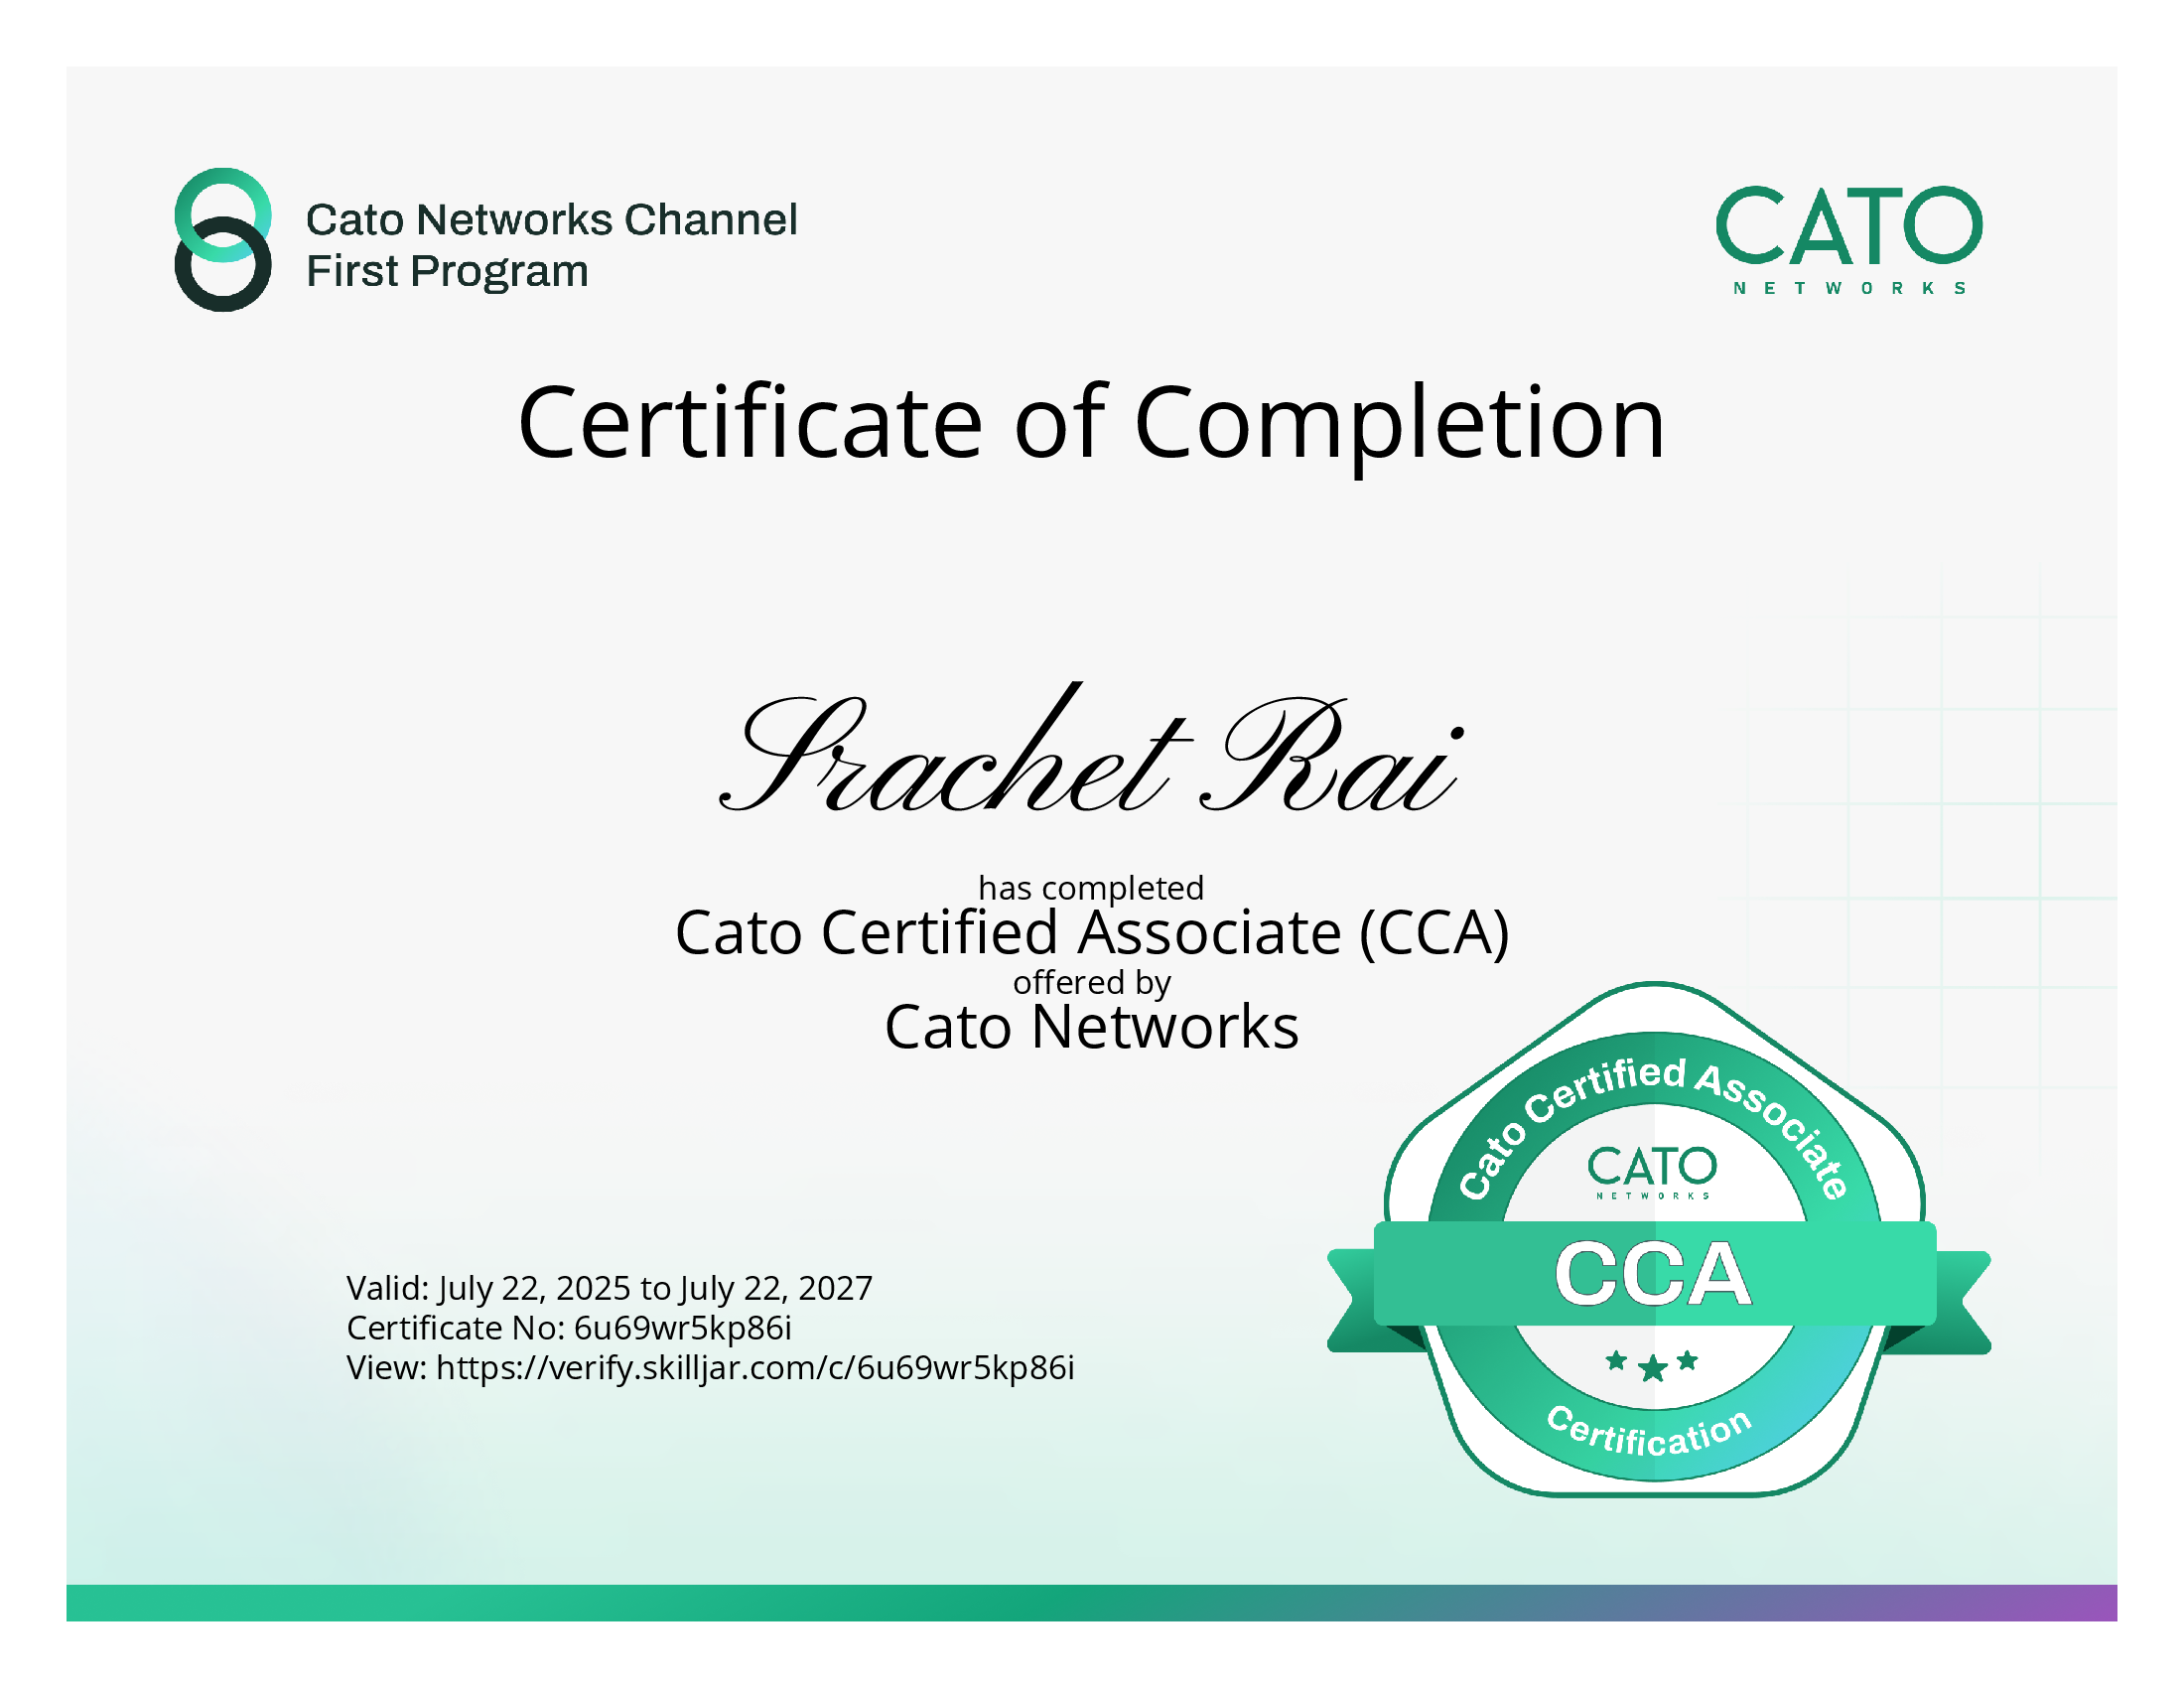 Cato Networks Channel
First Program
CATO
NETWORKS
Certificate of Completion
Srachet Rai
has completed
Cato Certified Associate (CCA)
offered by
Cato Networks
Cato Certified Associate
CATO
NETWORKS
CCA
Certification
Valid: July 22, 2025 to July 22, 2027
Certificate No: 6u69wr5kp86i
View: https://verify.skilljar.com/c/6u69wr5kp86i